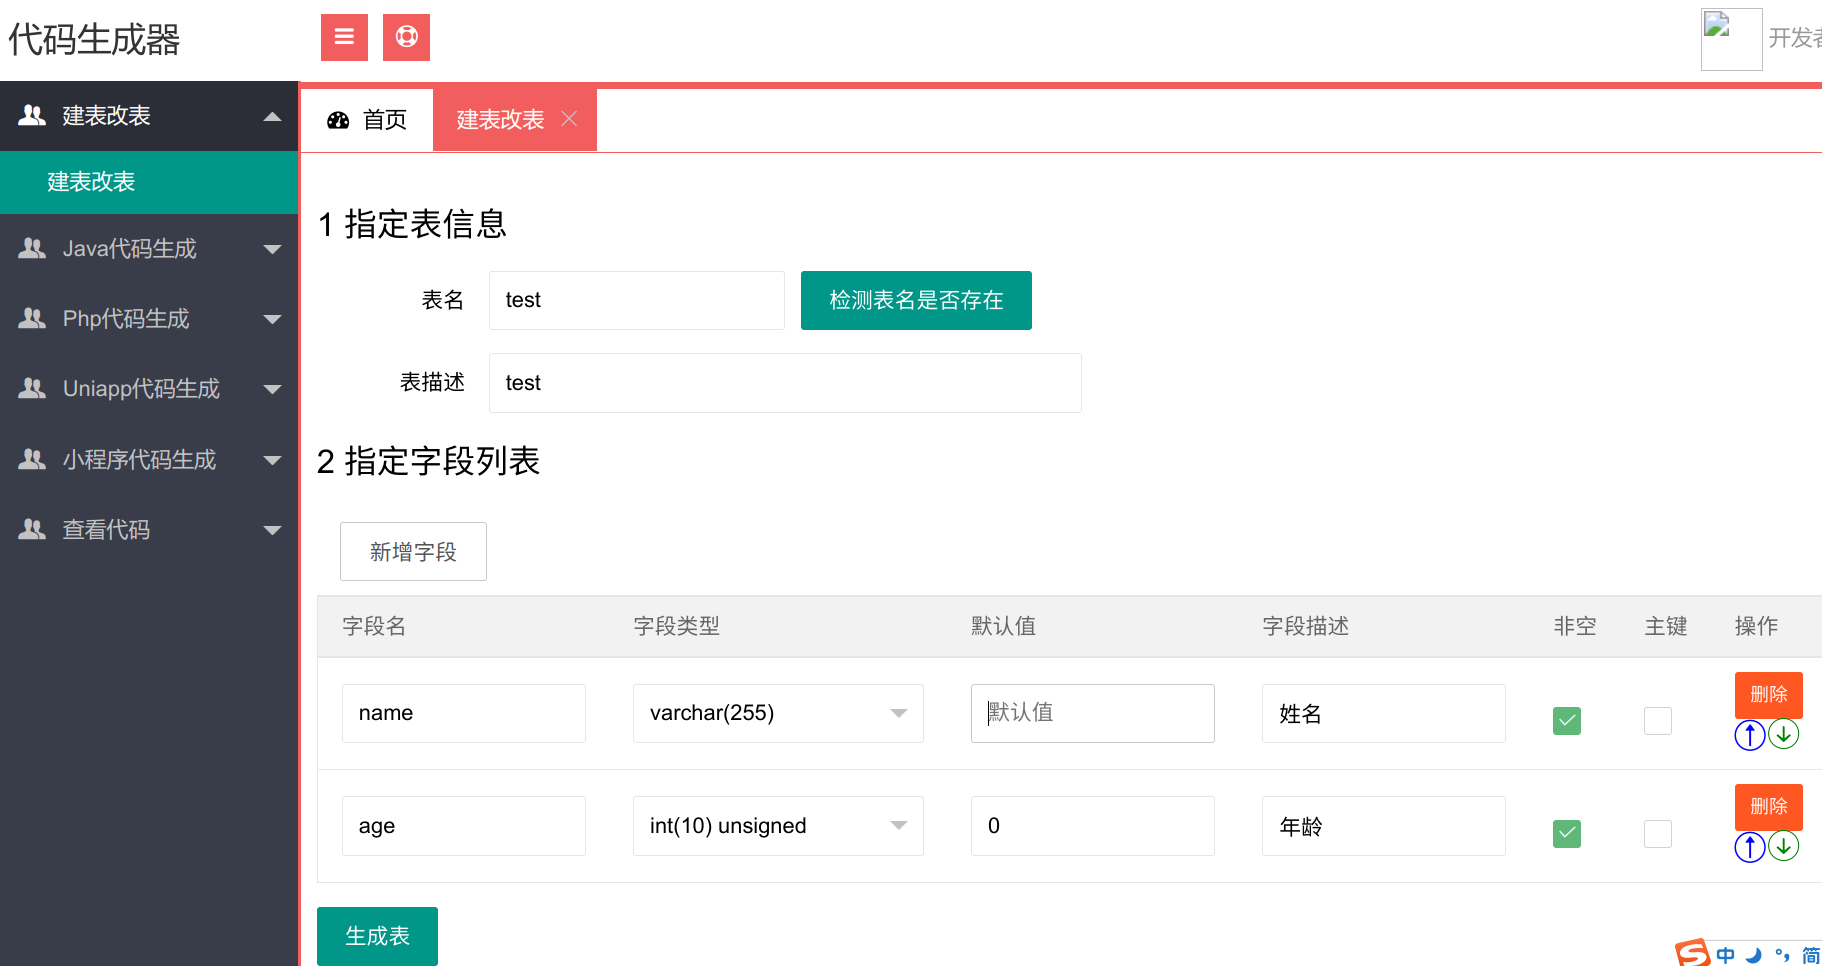 代码生成器
开发者
建表改表
建表改表
Java代码生成
Php代码生成
Uniapp代码生成
小程序代码生成
查看代码
首页 建表改表
1 指定表信息
表名 test 检测表名是否存在
表描述 test
2 指定字段列表
新增字段
字段名 字段类型 默认值 字段描述 非空 主键 操作
name varchar(255) 默认值 姓名 删除
age int(10) unsigned 0 年龄 删除
生成表
S 中 简